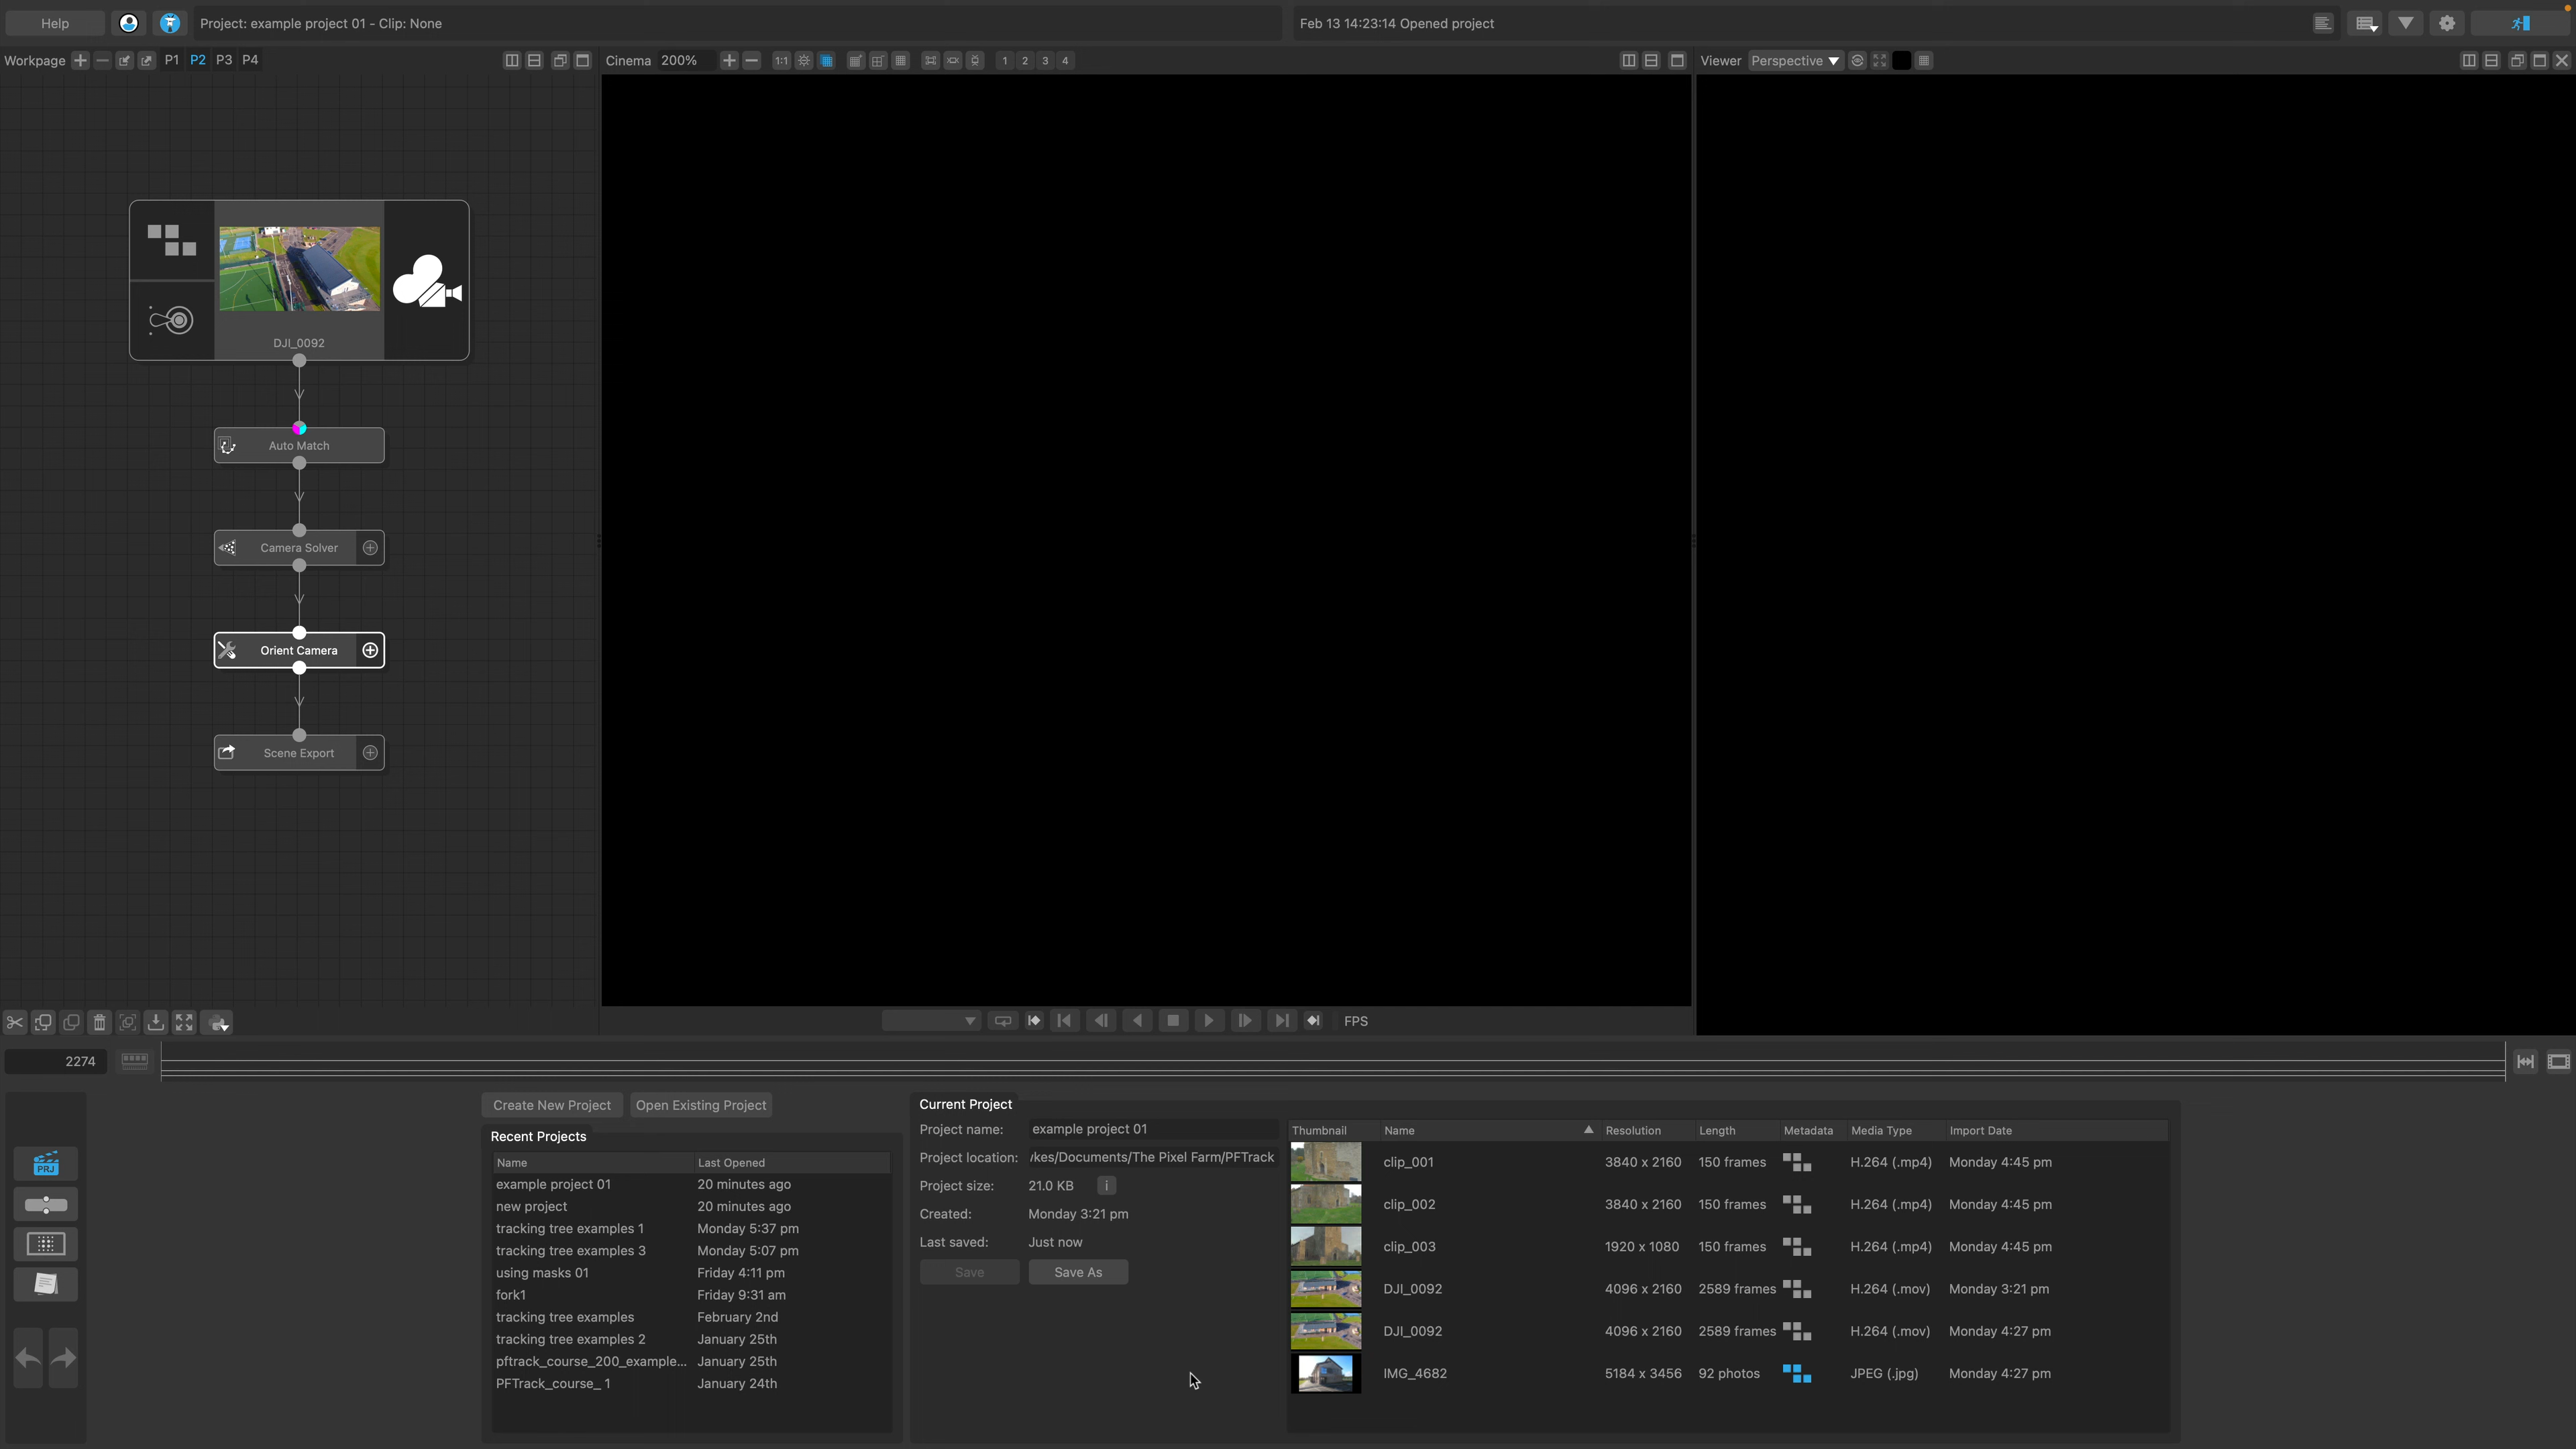 Help
Project: example project 01 - Clip: None
Feb 13 14:23:14 Opened project
Workpage P1 P2 P3 P4
Cinema 200% 1:1 1 2 3 4
Viewer Perspective
DJI_0092
Auto Match
Camera Solver
Orient Camera
Scene Export
FPS
2274
PRJ
Create New Project Open Existing Project
Recent Projects
Name Last Opened
example project 01 20 minutes ago
new project 20 minutes ago
tracking tree examples 1 Monday 5:37 pm
tracking tree examples 3 Monday 5:07 pm
using masks 01 Friday 4:11 pm
fork1 Friday 9:31 am
tracking tree examples February 2nd
tracking tree examples 2 January 25th
pftrack_course_200_example... January 25th
PFTrack_course_ 1 January 24th
Current Project
Project name: example project 01
Project location: /kes/Documents/The Pixel Farm/PFTrack
Project size: 21.0 KB i
Created: Monday 3:21 pm
Last saved: Just now
Save Save As
Thumbnail Name Resolution Length Metadata Media Type Import Date
clip_001 3840 x 2160 150 frames H.264 (.mp4) Monday 4:45 pm
clip_002 3840 x 2160 150 frames H.264 (.mp4) Monday 4:45 pm
clip_003 1920 x 1080 150 frames H.264 (.mp4) Monday 4:45 pm
DJI_0092 4096 x 2160 2589 frames H.264 (.mov) Monday 3:21 pm
DJI_0092 4096 x 2160 2589 frames H.264 (.mov) Monday 4:27 pm
IMG_4682 5184 x 3456 92 photos JPEG (.jpg) Monday 4:27 pm